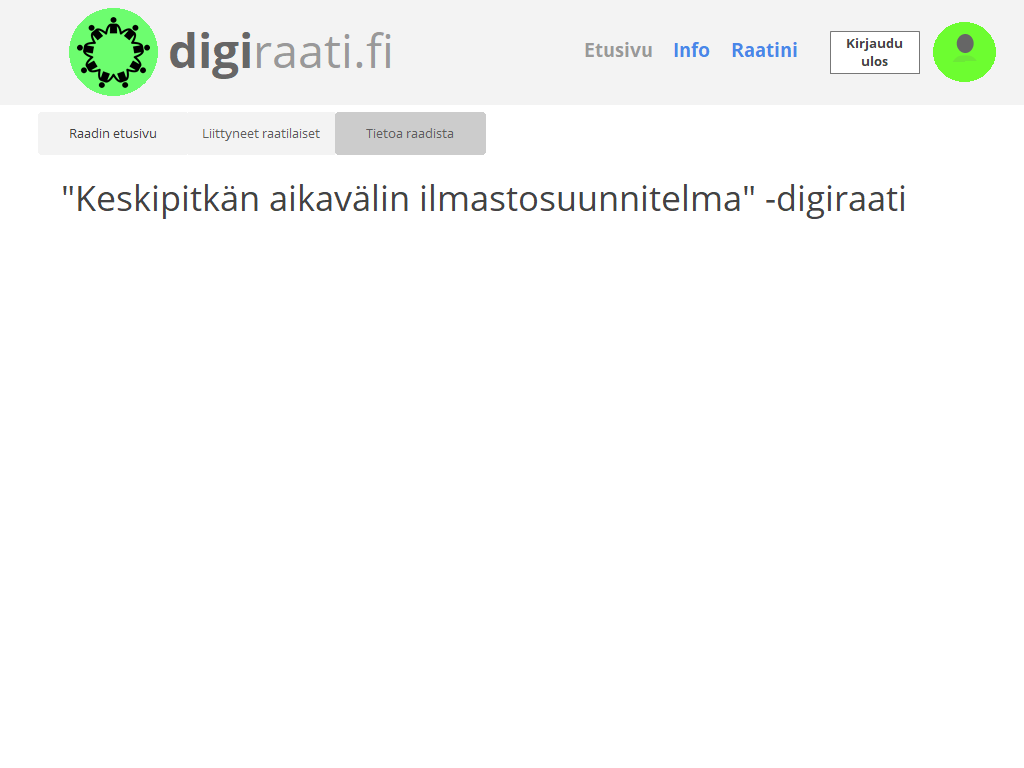 digiraati.fi
Etusivu Info Raatini
Kirjaudu
ulos
Raadin etusivu Liittyneet raatilaiset Tietoa raadista
"Keskipitkän aikavälin ilmastosuunnitelma" -digiraati